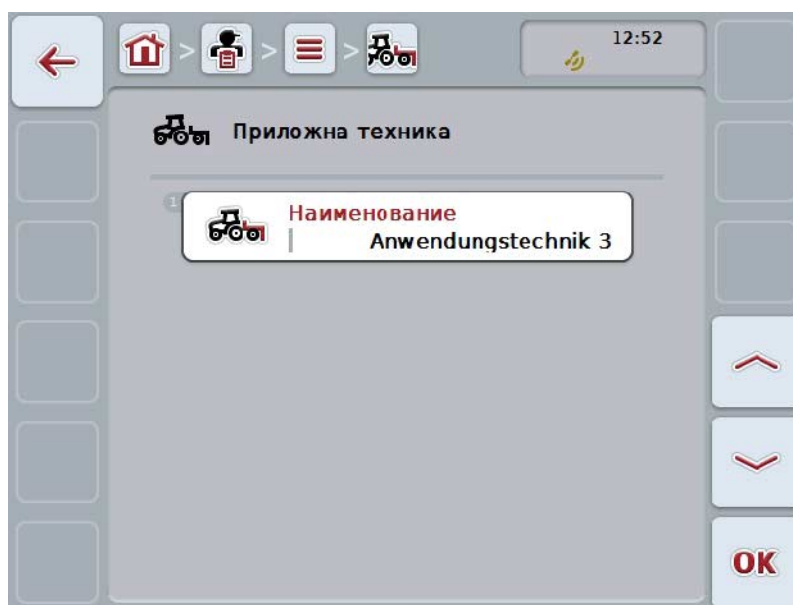 > > >
12:52
Приложна техника
1
Наименование
Anwendungstechnik 3
OK